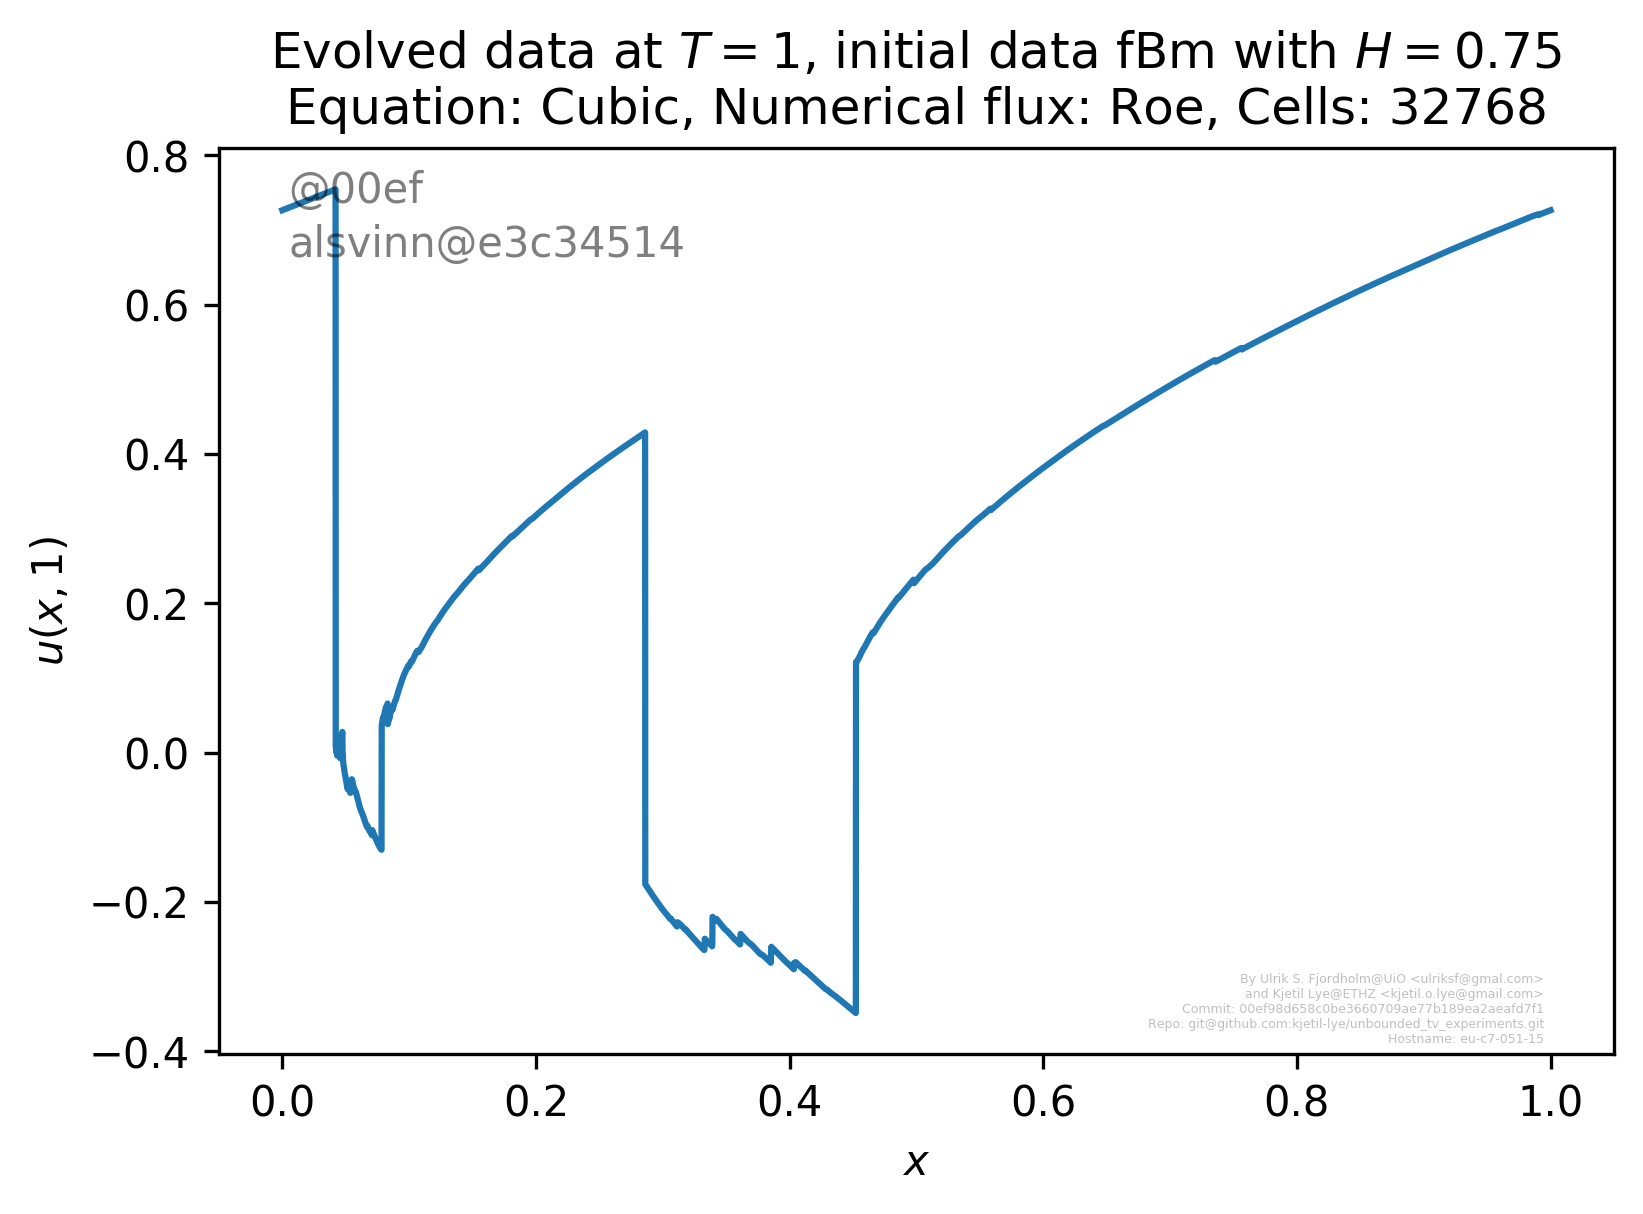 Evolved data at T = 1, initial data fBm with H = 0.75
Equation: Cubic, Numerical flux: Roe, Cells: 32768
@00ef
alsvinn@e3c34514
0.8
0.6
0.4
0.2
0.0
−0.2
−0.4
u(x, 1)
By Ulrik S. Fjordholm@UiO <ulriksf@gmal.com>
and Kjetil Lye@ETHZ <kjetil.o.lye@gmail.com>
Commit: 00ef98d658c0be3660709ae77b189ea2aeafd7f1
Repo: git@github.com:kjetil-lye/unbounded_tv_experiments.git
Hostname: eu-c7-051-15
0.0 0.2 0.4 0.6 0.8 1.0
x